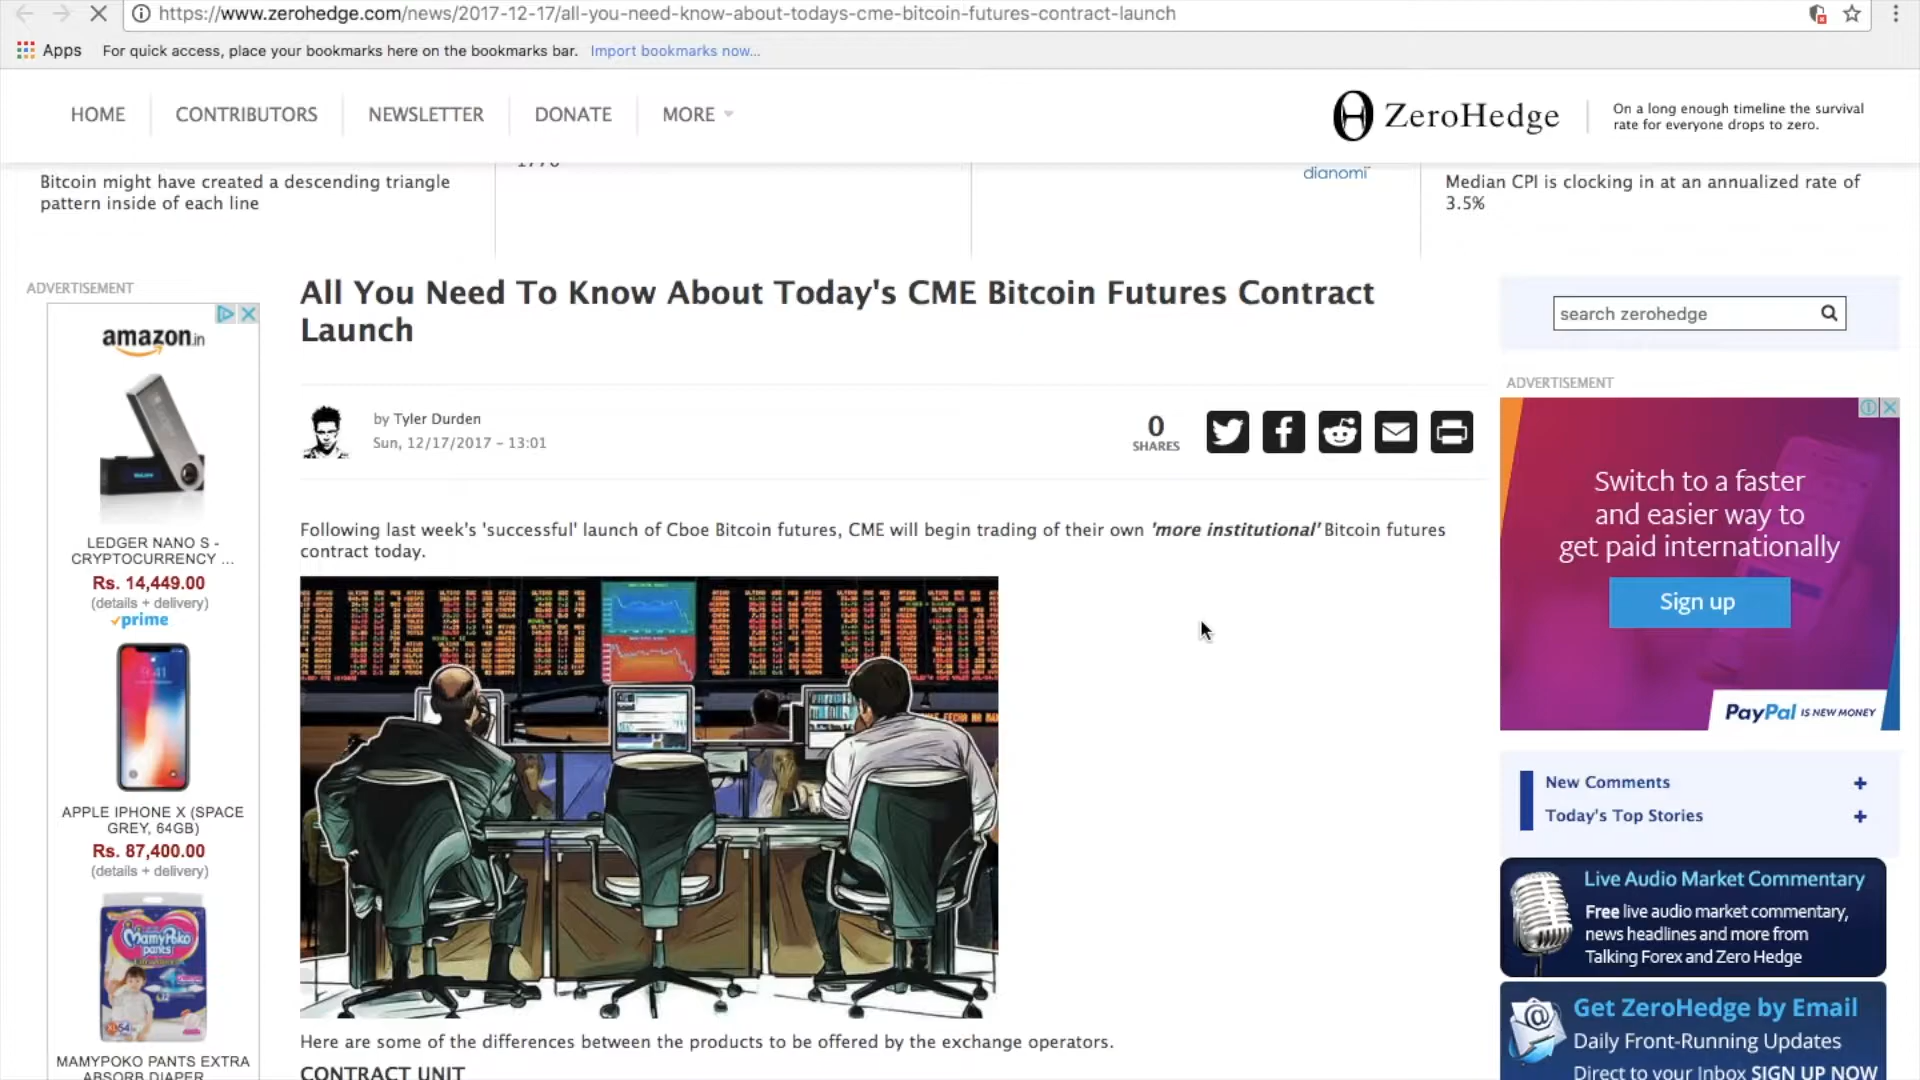 https://www.zerohedge.com/news/2017-12-17/all-you-need-know-about-todays-cme-bitcoin-futures-contract-launch
Apps For quick access, place your bookmarks here on the bookmarks bar. Import bookmarks now...
HOME CONTRIBUTORS NEWSLETTER DONATE MORE
ZeroHedge
On a long enough timeline the survival
rate for everyone drops to zero.
Bitcoin might have created a descending triangle
pattern inside of each line
dianomi
Median CPI is clocking in at an annualized rate of
3.5%
ADVERTISEMENT
amazon.in
LEDGER NANO S -
CRYPTOCURRENCY ...
Rs. 14,449.00
(details + delivery)
prime
APPLE IPHONE X (SPACE
GREY, 64GB)
Rs. 87,400.00
(details + delivery)
MamyPoko
pants
MAMYPOKO PANTS EXTRA
ABSORB DIAPER
All You Need To Know About Today's CME Bitcoin Futures Contract
Launch
by Tyler Durden
Sun, 12/17/2017 - 13:01
0
SHARES
Following last week's 'successful' launch of Cboe Bitcoin futures, CME will begin trading of their own 'more institutional' Bitcoin futures
contract today.
Here are some of the differences between the products to be offered by the exchange operators.
CONTRACT UNIT
search zerohedge
ADVERTISEMENT
Switch to a faster
and easier way to
get paid internationally
Sign up
PayPal IS NEW MONEY
New Comments
Today's Top Stories
Live Audio Market Commentary
Free live audio market commentary,
news headlines and more from
Talking Forex and Zero Hedge
Get ZeroHedge by Email
Daily Front-Running Updates
Direct to your Inbox SIGN UP NOW